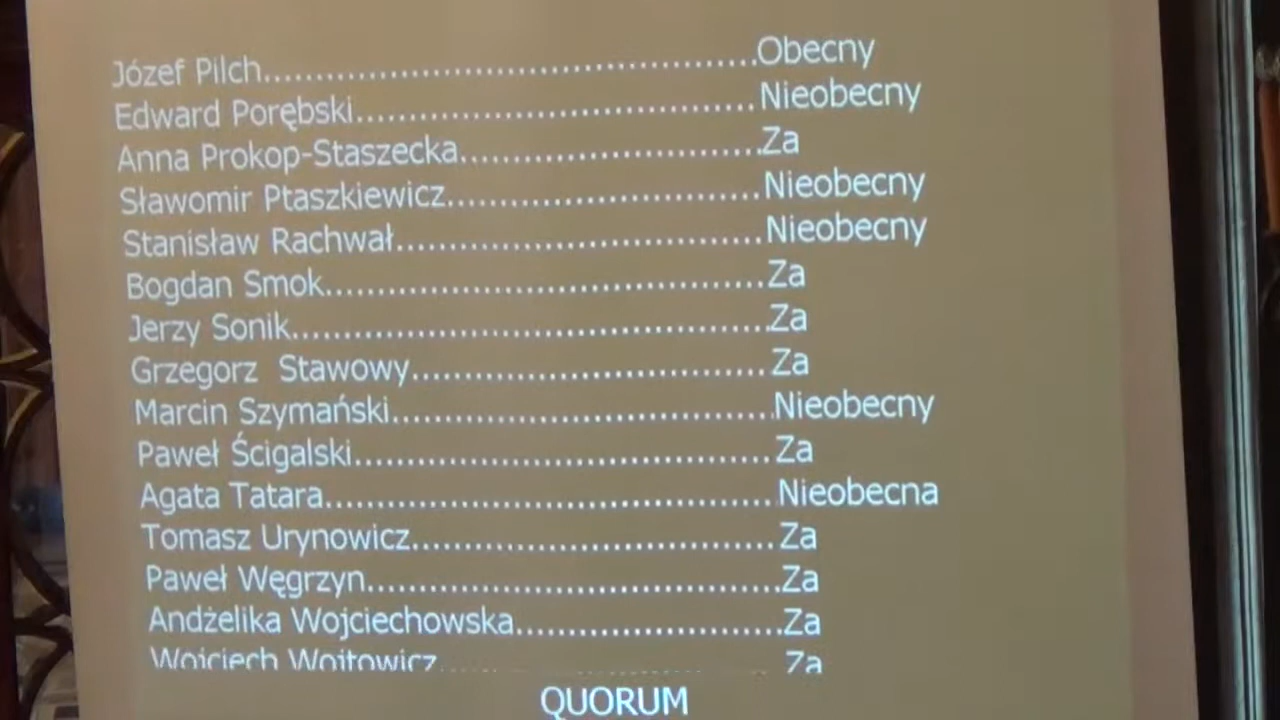 Józef Pilch...............................................Obecny
Edward Porębski......................................Nieobecny
Anna Prokop-Staszecka.............................Za
Sławomir Ptaszkiewicz..............................Nieobecny
Stanisław Rachwał...................................Nieobecny
Bogdan Smok..........................................Za
Jerzy Sonik..............................................Za
Grzegorz  Stawowy..................................Za
Marcin Szymański....................................Nieobecny
Paweł Ścigalski........................................Za
Agata Tatara...........................................Nieobecna
Tomasz Urynowicz...................................Za
Paweł Węgrzyn........................................Za
Andżelika Wojciechowska..........................Za
Wojciech Wojtowicz.................................Za
QUORUM